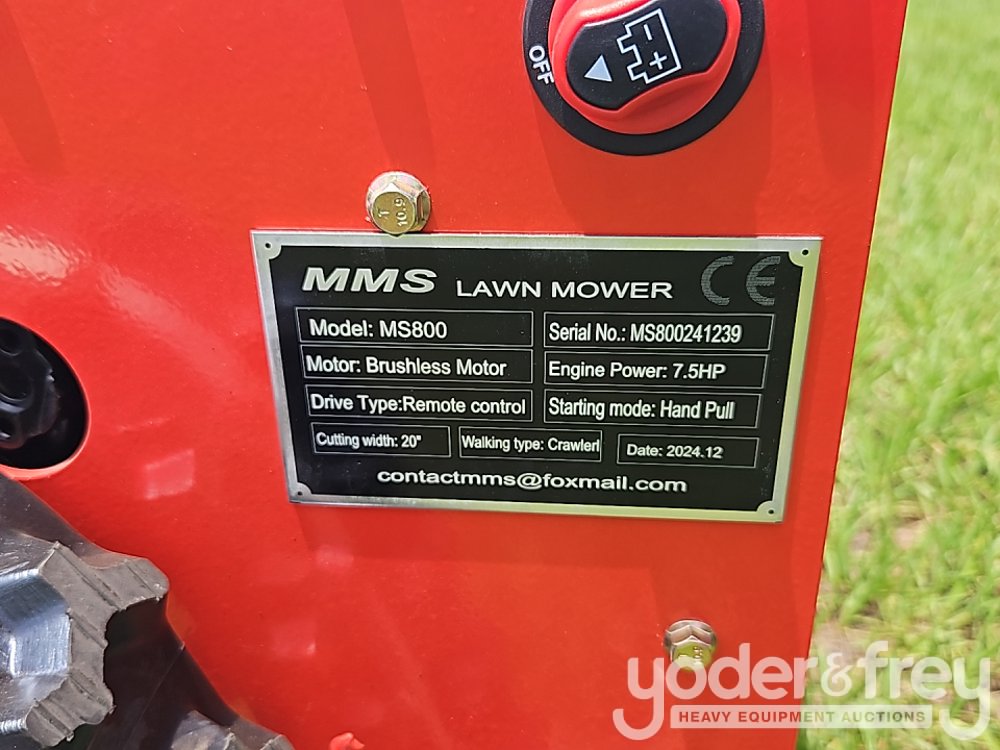 OFF
- +
T
10.9
MMS LAWN MOWER CE
Model: MS800
Serial No.: MS800241239
Motor: Brushless Motor
Engine Power: 7.5HP
Drive Type:Remote control
Starting mode: Hand Pull
Cutting width: 20"
Walking type: Crawlerl
Date: 2024.12
contactmms@foxmail.com
yoder&frey
HEAVY EQUIPMENT AUCTIONS